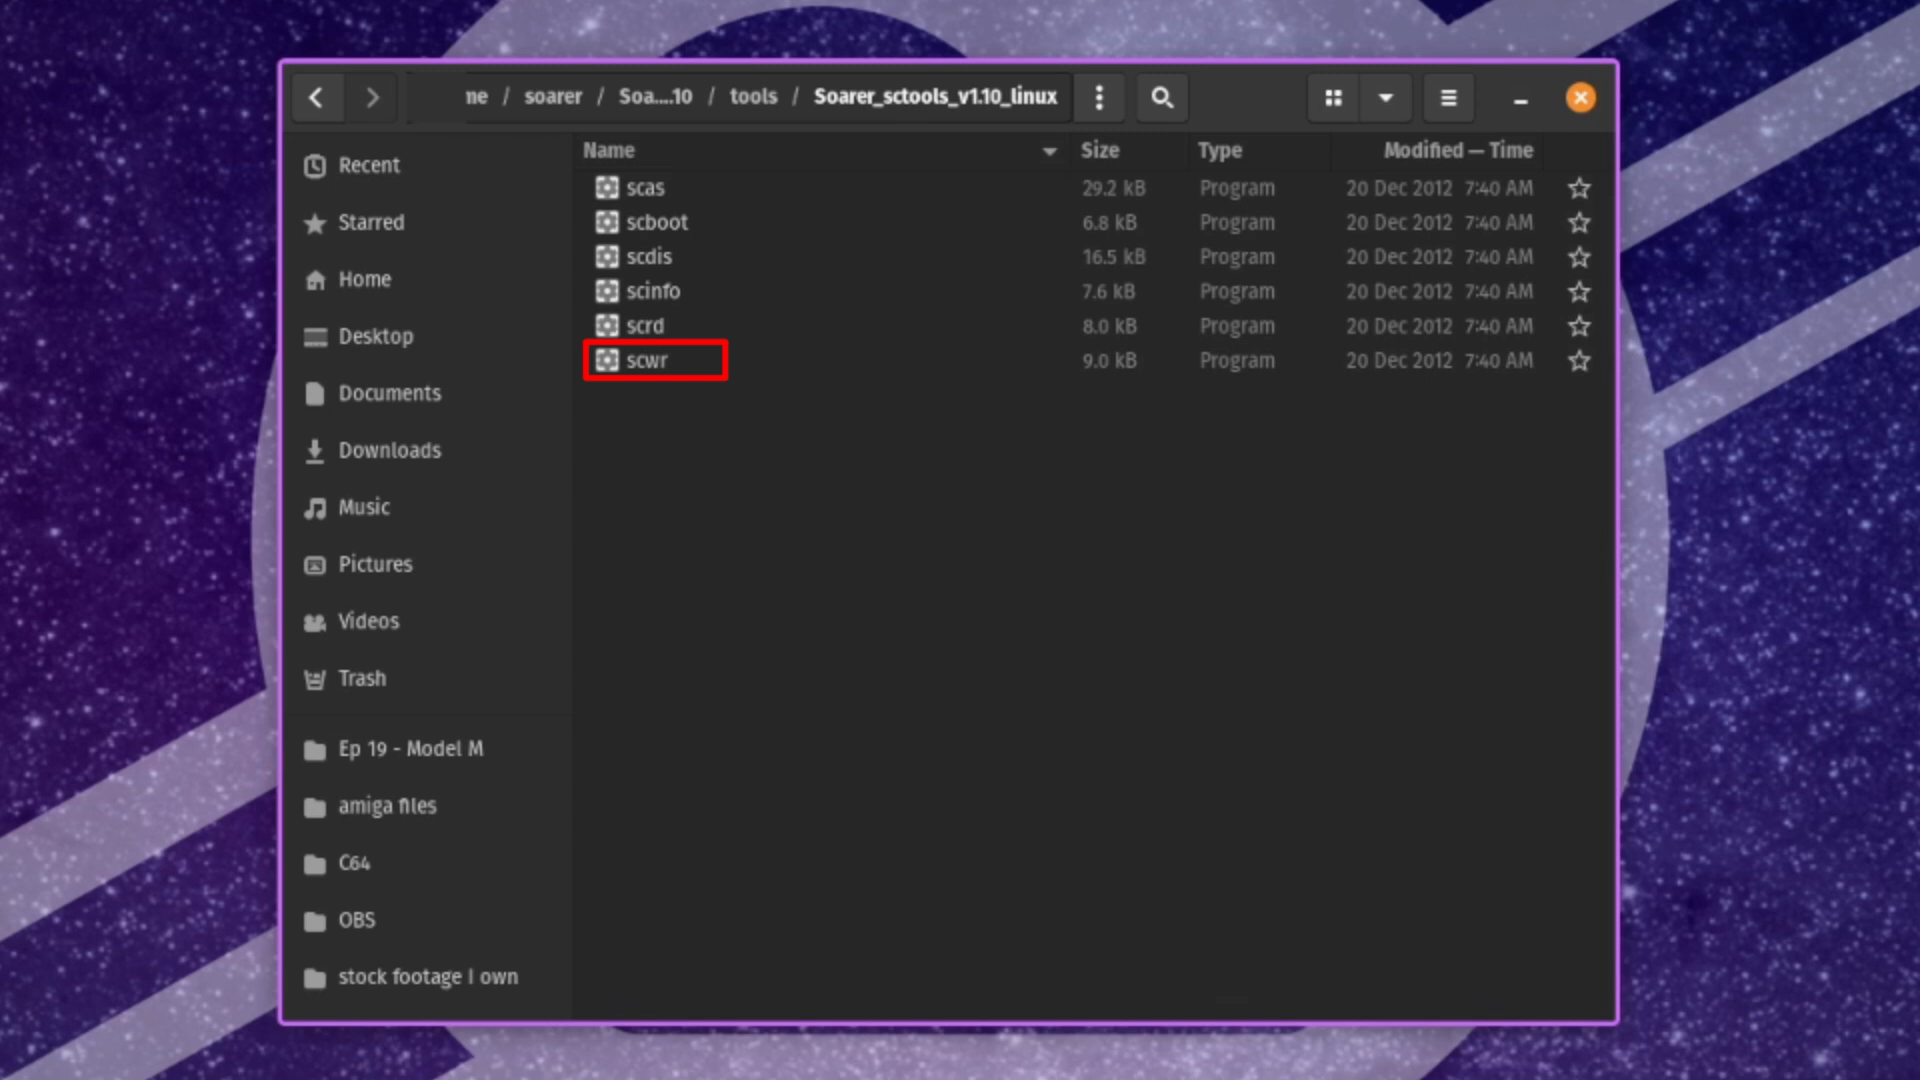 me / soarer / Soa....10 / tools / Soarer_sctools_v1.10_linux
Name Size Type Modified — Time
scas 29.2 kB Program 20 Dec 2012 7:40 AM
scboot 6.8 kB Program 20 Dec 2012 7:40 AM
scdis 16.5 kB Program 20 Dec 2012 7:40 AM
scinfo 7.6 kB Program 20 Dec 2012 7:40 AM
scrd 8.0 kB Program 20 Dec 2012 7:40 AM
scwr 9.0 kB Program 20 Dec 2012 7:40 AM
Recent
Starred
Home
Desktop
Documents
Downloads
Music
Pictures
Videos
Trash
Ep 19 - Model M
amiga files
C64
OBS
stock footage I own